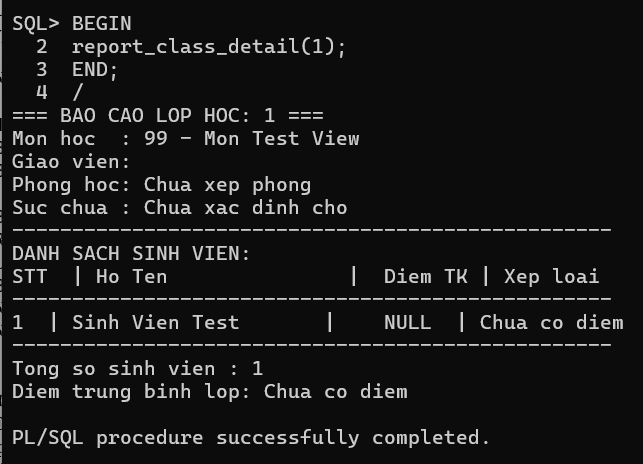 SQL> BEGIN
  2  report_class_detail(1);
  3  END;
  4  /
=== BAO CAO LOP HOC: 1 ===
Mon hoc  : 99 - Mon Test View
Giao vien:
Phong hoc: Chua xep phong
Suc chua : Chua xac dinh cho
--------------------------------------------------
DANH SACH SINH VIEN:
STT  | Ho Ten               |  Diem TK | Xep loai
--------------------------------------------------
1  | Sinh Vien Test       |    NULL  | Chua co diem
--------------------------------------------------
Tong so sinh vien : 1
Diem trung binh lop: Chua co diem

PL/SQL procedure successfully completed.